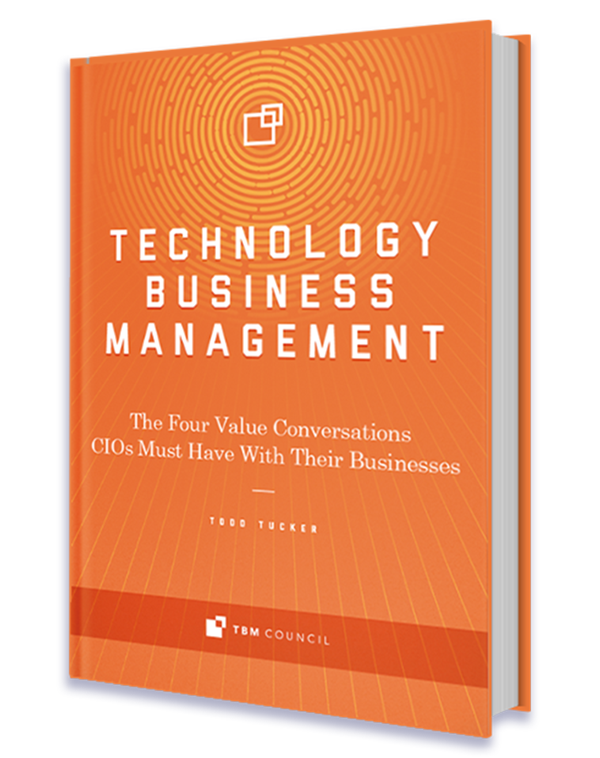 TECHNOLOGY
BUSINESS
MANAGEMENT
The Four Value Conversations
CIOs Must Have With Their Businesses
TODD TUCKER
TBM COUNCIL